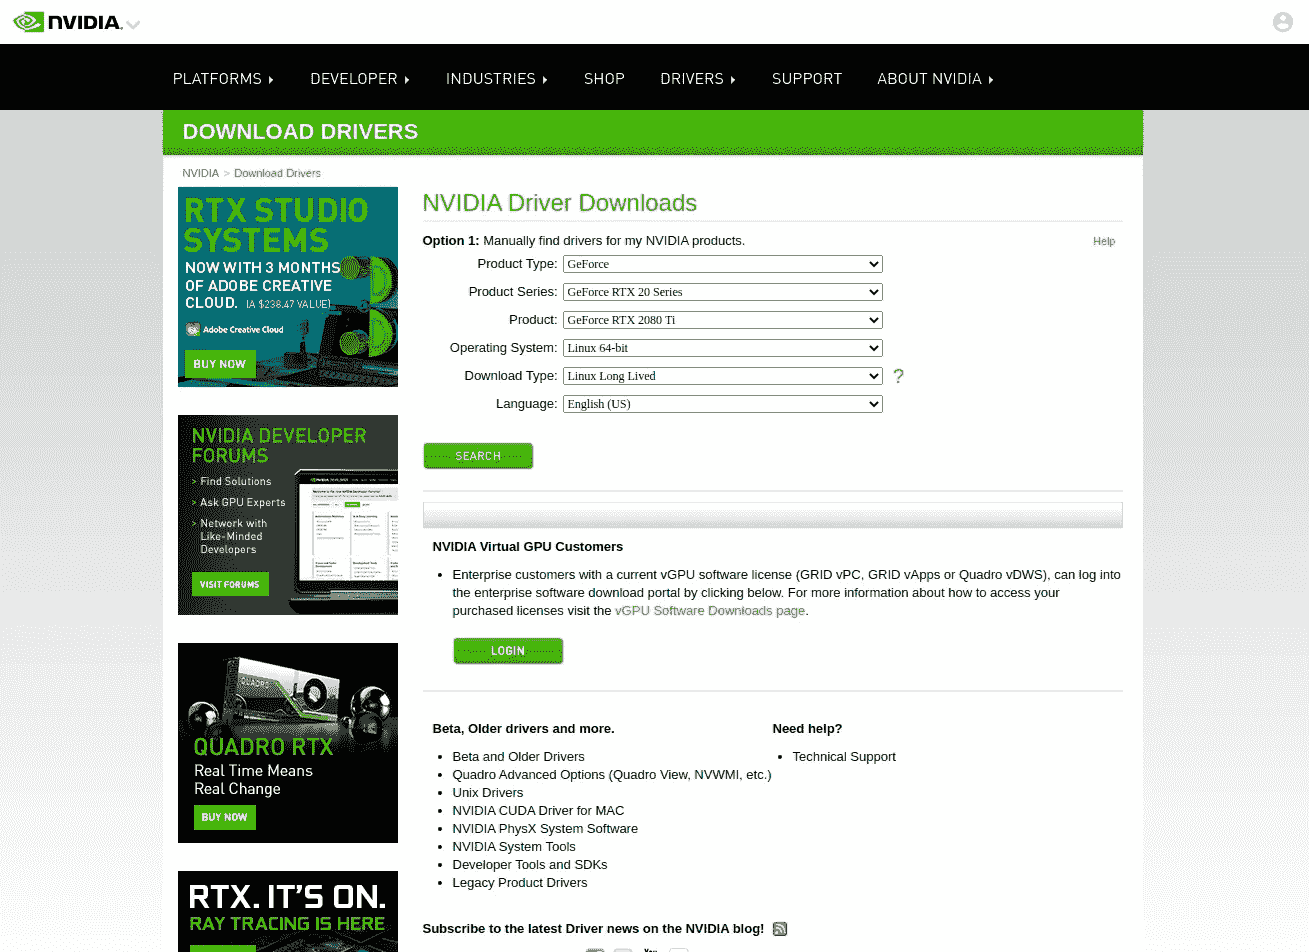 NVIDIA
PLATFORMS DEVELOPER INDUSTRIES SHOP DRIVERS SUPPORT ABOUT NVIDIA
DOWNLOAD DRIVERS
NVIDIA > Download Drivers
RTX STUDIO
SYSTEMS
NOW WITH 3 MONTHS
OF ADOBE CREATIVE
CLOUD. (A $238.47 VALUE)
Adobe Creative Cloud
BUY NOW
NVIDIA DEVELOPER
FORUMS
> Find Solutions
> Ask GPU Experts
> Network with
Like-Minded
Developers
VISIT FORUMS
QUADRO
QUADRO RTX
Real Time Means
Real Change
BUY NOW
RTX. IT'S ON.
RAY TRACING IS HERE
NVIDIA Driver Downloads
Option 1: Manually find drivers for my NVIDIA products.
Help
Product Type: GeForce
Product Series: GeForce RTX 20 Series
Product: GeForce RTX 2080 Ti
Operating System: Linux 64-bit
Download Type: Linux Long Lived ?
Language: English (US)
SEARCH
NVIDIA Virtual GPU Customers
• Enterprise customers with a current vGPU software license (GRID vPC, GRID vApps or Quadro vDWS), can log into
the enterprise software download portal by clicking below. For more information about how to access your
purchased licenses visit the vGPU Software Downloads page.
LOGIN
Beta, Older drivers and more.
• Beta and Older Drivers
• Quadro Advanced Options (Quadro View, NVWMI, etc.)
• Unix Drivers
• NVIDIA CUDA Driver for MAC
• NVIDIA PhysX System Software
• NVIDIA System Tools
• Developer Tools and SDKs
• Legacy Product Drivers
Need help?
• Technical Support
Subscribe to the latest Driver news on the NVIDIA blog!